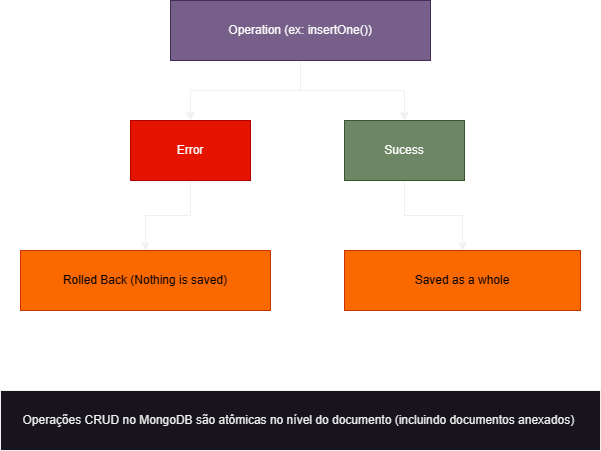 Operation (ex: insertOne())
Error
Sucess
Rolled Back (Nothing is saved)
Saved as a whole
Operações CRUD no MongoDB são atômicas no nível do documento (incluindo documentos anexados)